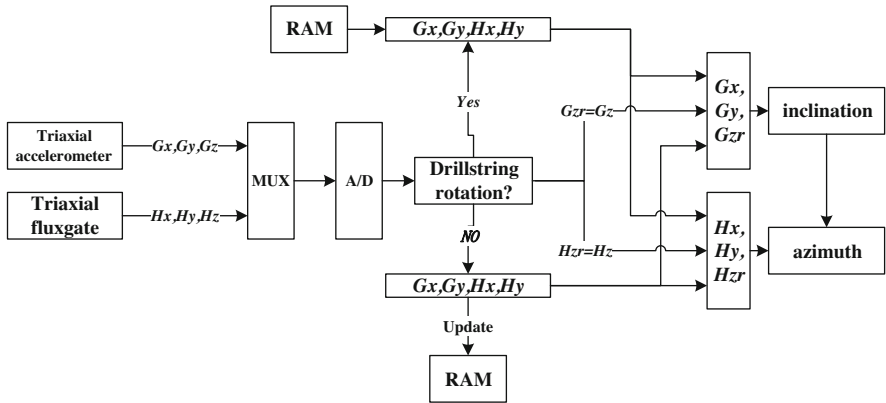 RAM
Gx,Gy,Hx,Hy
Yes
Gzr=Gz
Gx,
Gy,
Gzr
inclination
Triaxial
accelerometer
Gx,Gy,Gz
MUX
A/D
Drillstring
rotation?
Triaxial
fluxgate
Hx,Hy,Hz
NO
Hzr=Hz
Hx,
Hy,
Hzr
azimuth
Gx,Gy,Hx,Hy
Update
RAM